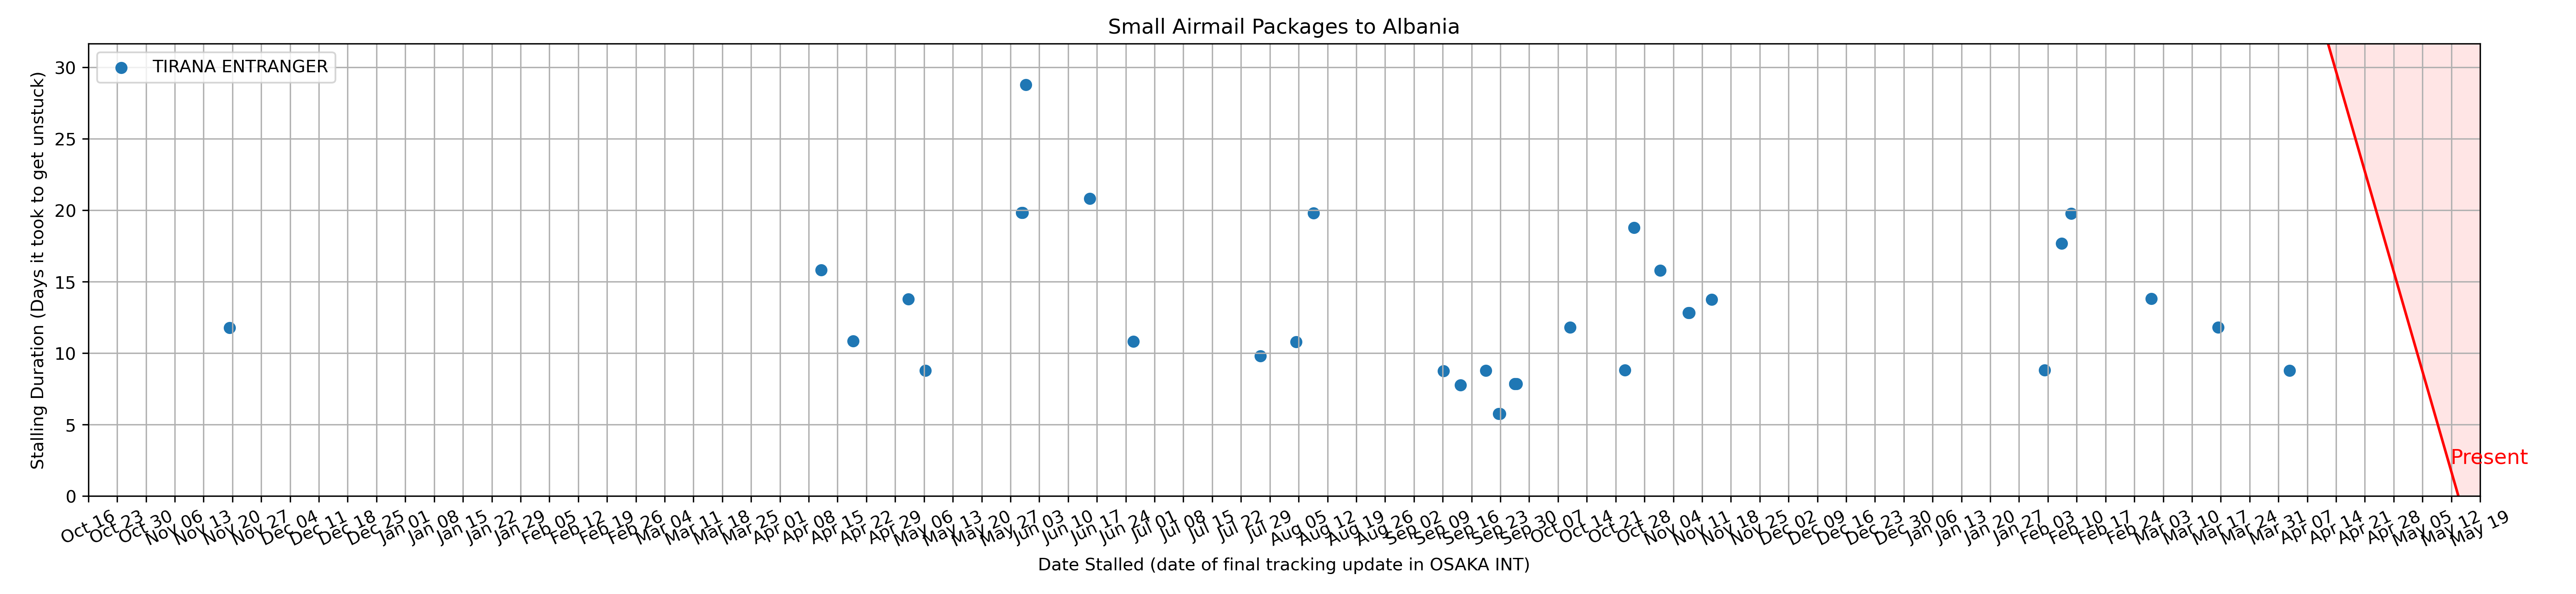 Small Airmail Packages to Albania
TIRANA ENTRANGER
Stalling Duration (Days it took to get unstuck)
30
25
20
15
10
5
0
Present
Oct 16
Oct 23
Oct 30
Nov 06
Nov 13
Nov 20
Nov 27
Dec 04
Dec 11
Dec 18
Dec 25
Jan 01
Jan 08
Jan 15
Jan 22
Jan 29
Feb 05
Feb 12
Feb 19
Feb 26
Mar 04
Mar 11
Mar 18
Mar 25
Apr 01
Apr 08
Apr 15
Apr 22
Apr 29
May 06
May 13
May 20
May 27
Jun 03
Jun 10
Jun 17
Jun 24
Jul 01
Jul 08
Jul 15
Jul 22
Jul 29
Aug 05
Aug 12
Aug 19
Aug 26
Sep 02
Sep 09
Sep 16
Sep 23
Sep 30
Oct 07
Oct 14
Oct 21
Oct 28
Nov 04
Nov 11
Nov 18
Nov 25
Dec 02
Dec 09
Dec 16
Dec 23
Dec 30
Jan 06
Jan 13
Jan 20
Jan 27
Feb 03
Feb 10
Feb 17
Feb 24
Mar 03
Mar 10
Mar 17
Mar 24
Mar 31
Apr 07
Apr 14
Apr 21
Apr 28
May 05
May 12
May 19
Date Stalled (date of final tracking update in OSAKA INT)